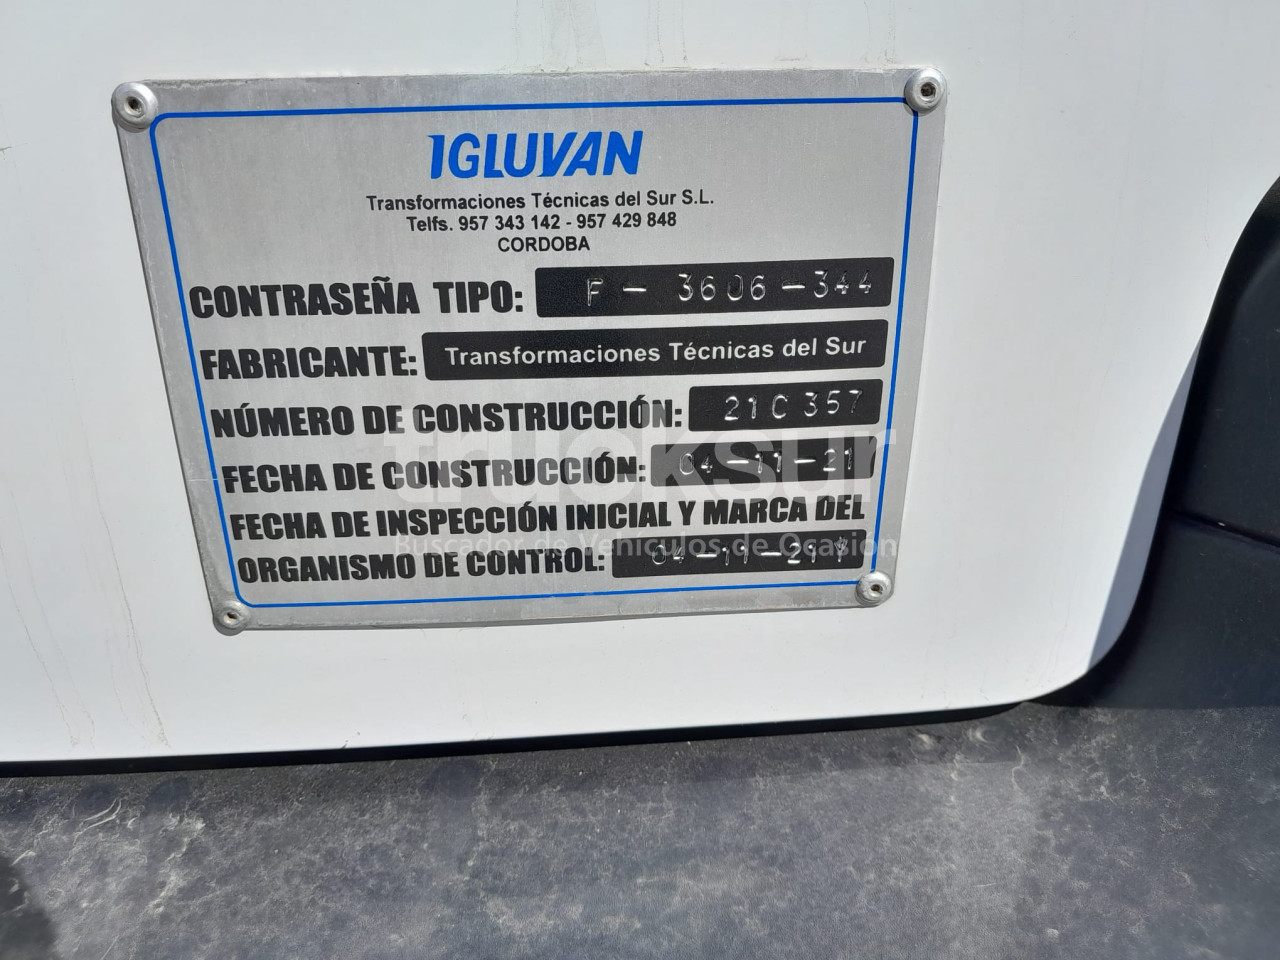 IGLUVAN
Transformaciones Técnicas del Sur S.L.
Telfs. 957 343 142 - 957 429 848
CORDOBA
CONTRASEÑA TIPO: F - 3606-344
FABRICANTE: Transformaciones Técnicas del Sur
NÚMERO DE CONSTRUCCIÓN: 21C357
trucksur
FECHA DE CONSTRUCCIÓN: 04-11-21
FECHA DE INSPECCIÓN INICIAL Y MARCA DEL
Buscador de Vehículos de Ocasión
ORGANISMO DE CONTROL: 04-11-21